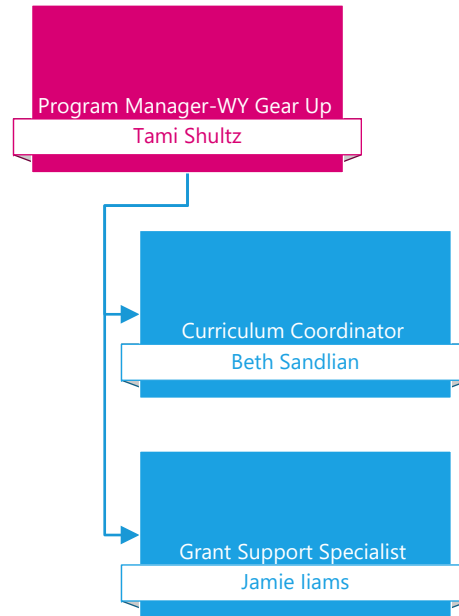 Program Manager-WY Gear Up
Tami Shultz
Curriculum Coordinator
Beth Sandlian
Grant Support Specialist
Jamie Iiams